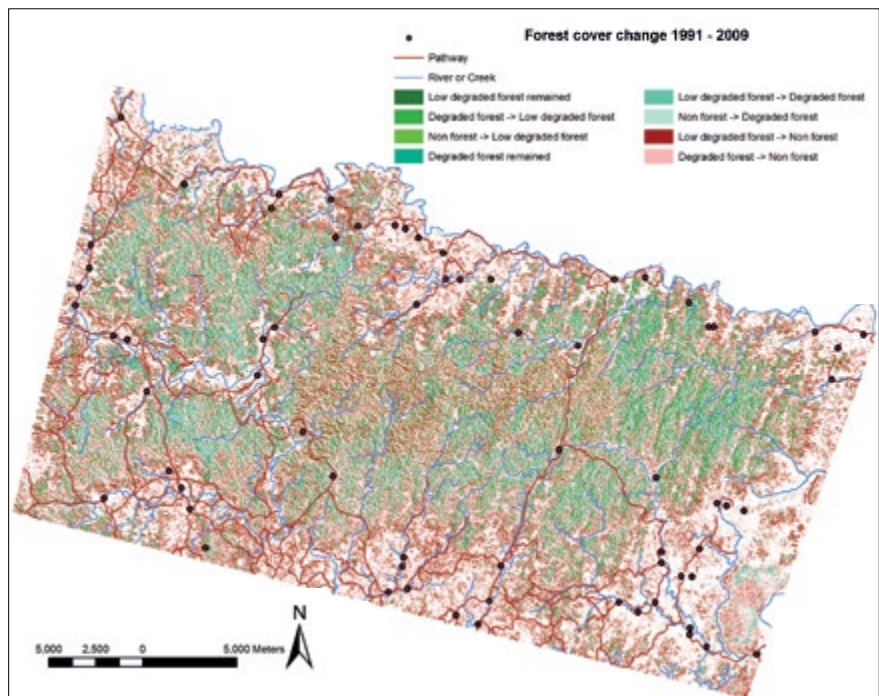 Forest cover change 1991 - 2009
Pathway
River or Creek
Low degraded forest remained
Degraded forest -> Low degraded forest
Non forest -> Low degraded forest
Degraded forest remained
Low degraded forest -> Degraded forest
Non forest -> Degraded forest
Low degraded forest -> Non forest
Degraded forest -> Non forest
N
5,000 2,500 0 5,000 Meters